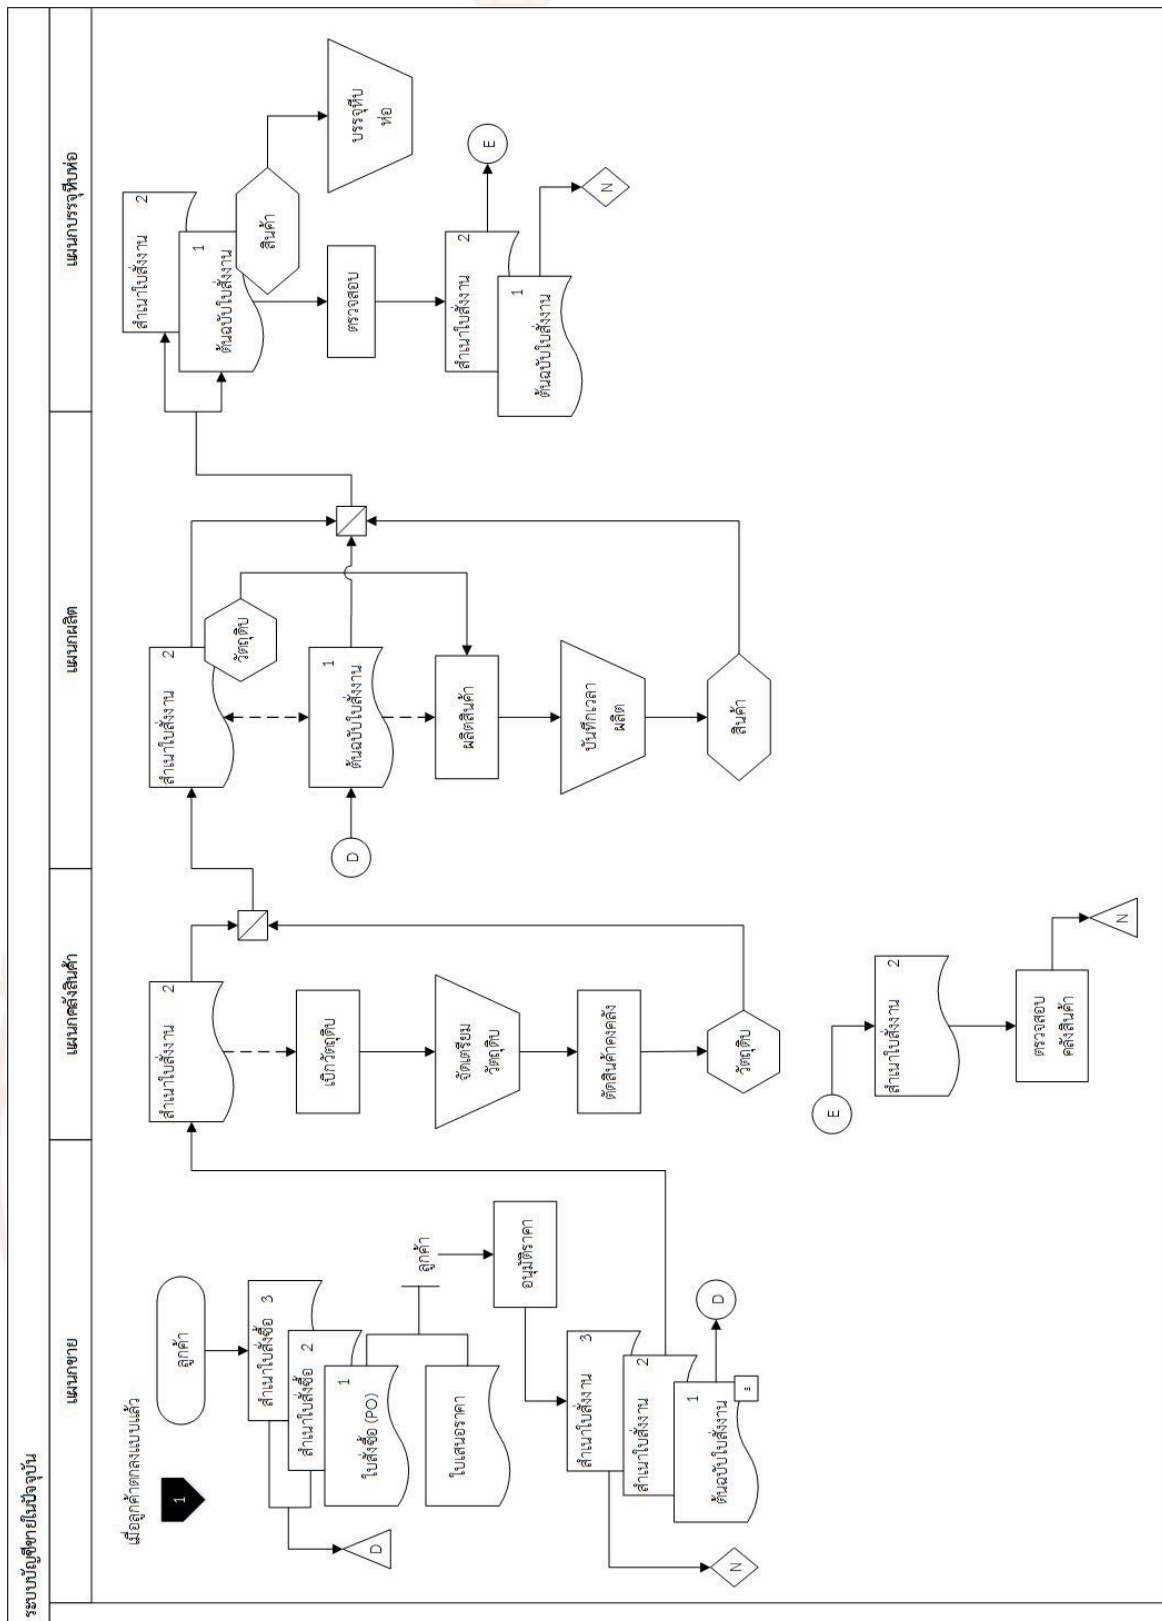 ระบบบัญชีขายในปัจจุบัน
แผนกขาย
แผนกคลังสินค้า
แผนกผลิต
แผนกบรรจุหีบห่อ
เมื่อลูกค้าตกลงแบบแล้ว
1
ลูกค้า
สำเนาใบสั่งซื้อ 3
สำเนาใบสั่งซื้อ 2
1
ใบสั่งซื้อ (PO)
ใบเสนอราคา
D
ลูกค้า
อนุมัติราคา
3
สำเนาใบสั่งงาน
2
สำเนาใบสั่งงาน
1
ต้นฉบับใบสั่งงาน
D
N
2
สำเนาใบสั่งงาน
เบิกวัตถุดิบ
จัดเตรียม
วัตถุดิบ
ตัดสินค้าคงคลัง
วัตถุดิบ
E
2
สำเนาใบสั่งงาน
ตรวจสอบ
คลังสินค้า
N
2
สำเนาใบสั่งงาน
วัตถุดิบ
D
1
ต้นฉบับใบสั่งงาน
ผลิตสินค้า
บันทึกเวลา
ผลิต
สินค้า
2
สำเนาใบสั่งงาน
1
ต้นฉบับใบสั่งงาน
สินค้า
บรรจุหีบ
ห่อ
ตรวจสอบ
2
สำเนาใบสั่งงาน
1
ต้นฉบับใบสั่งงาน
E
N